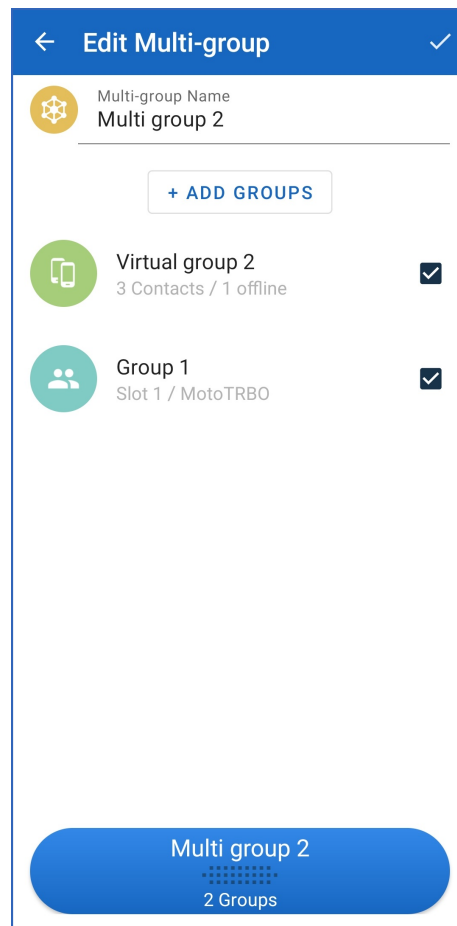 Edit Multi-group
Multi-group Name
Multi group 2
+ ADD GROUPS
Virtual group 2
3 Contacts / 1 offline
Group 1
Slot 1 / MotoTRBO
Multi group 2
2 Groups